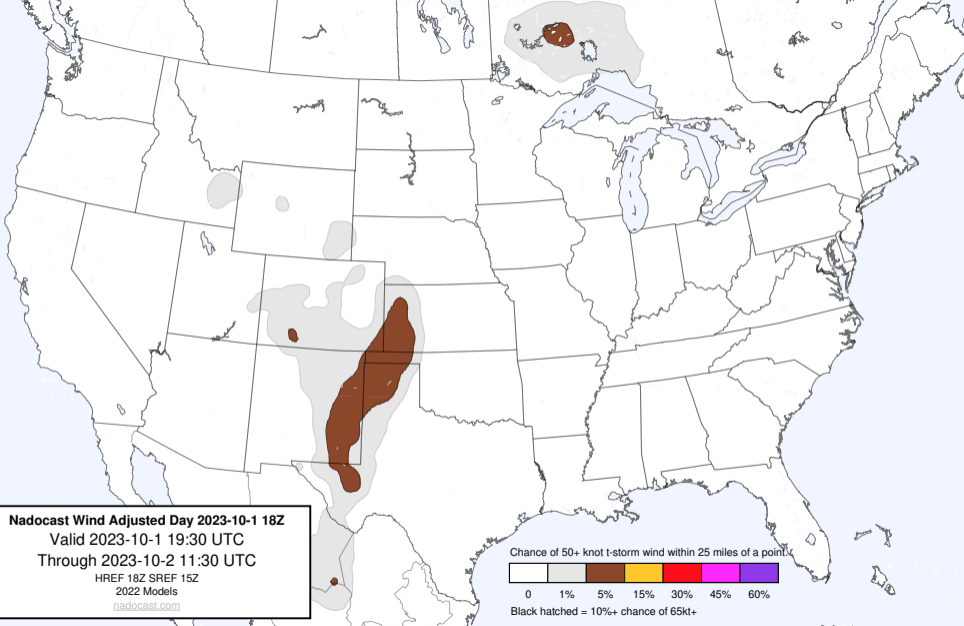 Nadocast Wind Adjusted Day 2023-10-1 18Z
Valid 2023-10-1 19:30 UTC
Through 2023-10-2 11:30 UTC
HREF 18Z SREF 15Z
2022 Models
nadocast.com
Chance of 50+ knot t-storm wind within 25 miles of a point.
0 1% 5% 15% 30% 45% 60%
Black hatched = 10%+ chance of 65kt+